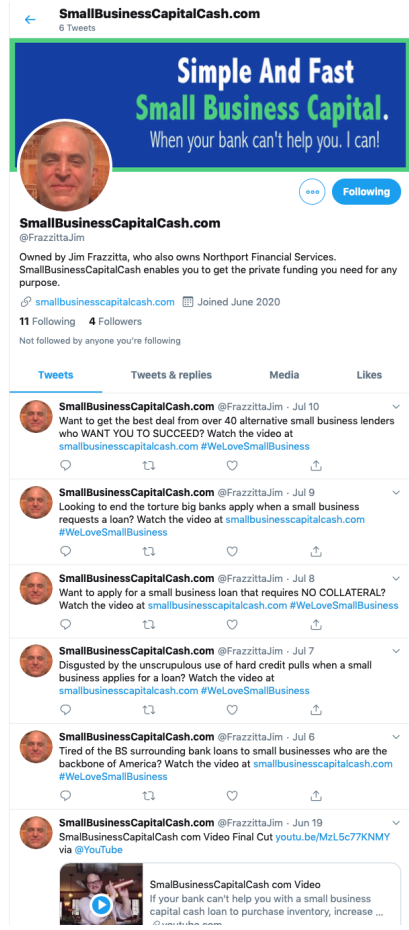 SmallBusinessCapitalCash.com
6 Tweets
Simple And Fast
Small Business Capital.
When your bank can't help you. I can!
Following
SmallBusinessCapitalCash.com
@FrazzittaJim
Owned by Jim Frazzitta, who also owns Northport Financial Services.
SmallBusinessCapitalCash enables you to get the private funding you need for any
purpose.
smallbusinesscapitalcash.com Joined June 2020
11 Following 4 Followers
Not followed by anyone you're following
Tweets Tweets & replies Media Likes
SmallBusinessCapitalCash.com @FrazzittaJim · Jul 10
Want to get the best deal from over 40 alternative small business lenders
who WANT YOU TO SUCCEED? Watch the video at
smallbusinesscapitalcash.com #WeLoveSmallBusiness
SmallBusinessCapitalCash.com @FrazzittaJim · Jul 9
Looking to end the torture big banks apply when a small business
requests a loan? Watch the video at smallbusinesscapitalcash.com
#WeLoveSmallBusiness
SmallBusinessCapitalCash.com @FrazzittaJim · Jul 8
Want to apply for a small business loan that requires NO COLLATERAL?
Watch the video at smallbusinesscapitalcash.com #WeLoveSmallBusiness
SmallBusinessCapitalCash.com @FrazzittaJim · Jul 7
Disgusted by the unscrupulous use of hard credit pulls when a small
business applies for a loan? Watch the video at
smallbusinesscapitalcash.com #WeLoveSmallBusiness
SmallBusinessCapitalCash.com @FrazzittaJim · Jul 6
Tired of the BS surrounding bank loans to small businesses who are the
backbone of America? Watch the video at smallbusinesscapitalcash.com
#WeLoveSmallBusiness
SmallBusinessCapitalCash.com @FrazzittaJim · Jun 19
SmalBusinessCapitalCash com Video Final Cut youtu.be/MzL5c77KNMY
via @YouTube
SmalBusinessCapitalCash com Video
If your bank can't help you with a small business
capital cash loan to purchase inventory, increase ...
youtube.com